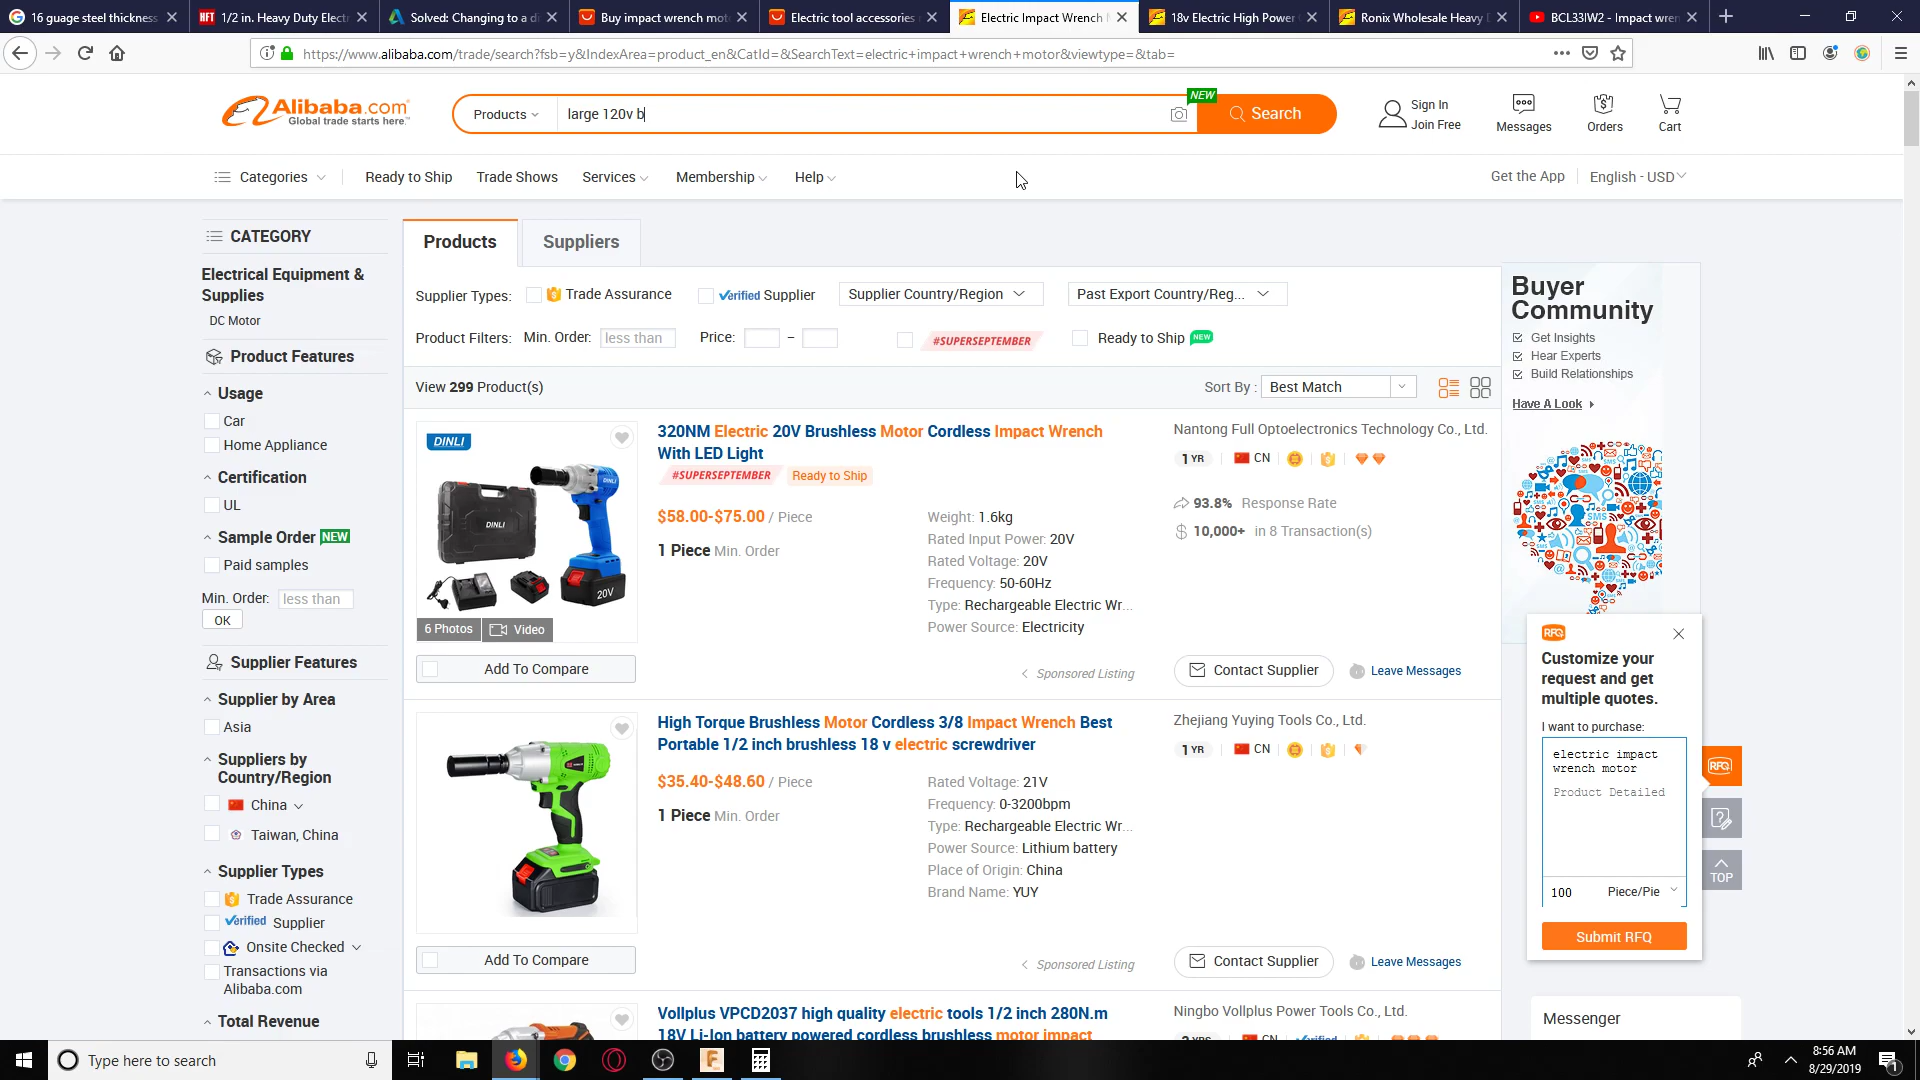 16 guage steel thickness
HFT 1/2 in. Heavy Duty Electr
Solved: Changing to a di
Buy impact wrench mot
Electric tool accessories
Electric Impact Wrench
18v Electric High Power
Ronix Wholesale Heavy
BCL33IW2 - Impact wren
https://www.alibaba.com/trade/search?fsb=y&IndexArea=product_en&CatId=&SearchText=electric+impact+wrench+motor&viewtype=&tab=
Alibaba.com
Global trade starts here.™
Products
large 120v b
NEW
Search
Sign In
Join Free
Messages
Orders
Cart
Categories
Ready to Ship
Trade Shows
Services
Membership
Help
Get the App
English - USD
CATEGORY
Electrical Equipment &
Supplies
DC Motor
Product Features
Usage
Car
Home Appliance
Certification
UL
Sample Order NEW
Paid samples
Min. Order: less than
OK
Supplier Features
Supplier by Area
Asia
Suppliers by
Country/Region
China
Taiwan, China
Supplier Types
Trade Assurance
Verified Supplier
Onsite Checked
Transactions via
Alibaba.com
Total Revenue
Products
Suppliers
Supplier Types: Trade Assurance Verified Supplier Supplier Country/Region Past Export Country/Reg...
Product Filters: Min. Order: less than Price: – #SUPERSEPTEMBER Ready to Ship NEW
View 299 Product(s)
Sort By : Best Match
DINLI
DINLI
DINLI
20V
6 Photos
Video
Add To Compare
320NM Electric 20V Brushless Motor Cordless Impact Wrench
With LED Light
#SUPERSEPTEMBER Ready to Ship
$58.00-$75.00 / Piece
1 Piece Min. Order
Weight: 1.6kg
Rated Input Power: 20V
Rated Voltage: 20V
Frequency: 50-60Hz
Type: Rechargeable Electric Wr...
Power Source: Electricity
Sponsored Listing
Nantong Full Optoelectronics Technology Co., Ltd.
1 YR CN
93.8% Response Rate
10,000+ in 8 Transaction(s)
Contact Supplier
Leave Messages
Add To Compare
High Torque Brushless Motor Cordless 3/8 Impact Wrench Best
Portable 1/2 inch brushless 18 v electric screwdriver
$35.40-$48.60 / Piece
1 Piece Min. Order
Rated Voltage: 21V
Frequency: 0-3200bpm
Type: Rechargeable Electric Wr...
Power Source: Lithium battery
Place of Origin: China
Brand Name: YUY
Sponsored Listing
Zhejiang Yuying Tools Co., Ltd.
1 YR CN
Contact Supplier
Leave Messages
Vollplus VPCD2037 high quality electric tools 1/2 inch 280N.m
18V Li-Ion battery powered cordless brushless motor impact
Ningbo Vollplus Power Tools Co., Ltd.
Buyer
Community
Get Insights
Hear Experts
Build Relationships
Have A Look
RFQ
Customize your
request and get
multiple quotes.
I want to purchase:
electric impact
wrench motor
Product Detailed
100
Piece/Pie
Submit RFQ
RFQ
TOP
Messenger
Type here to search
8:56 AM
8/29/2019
1